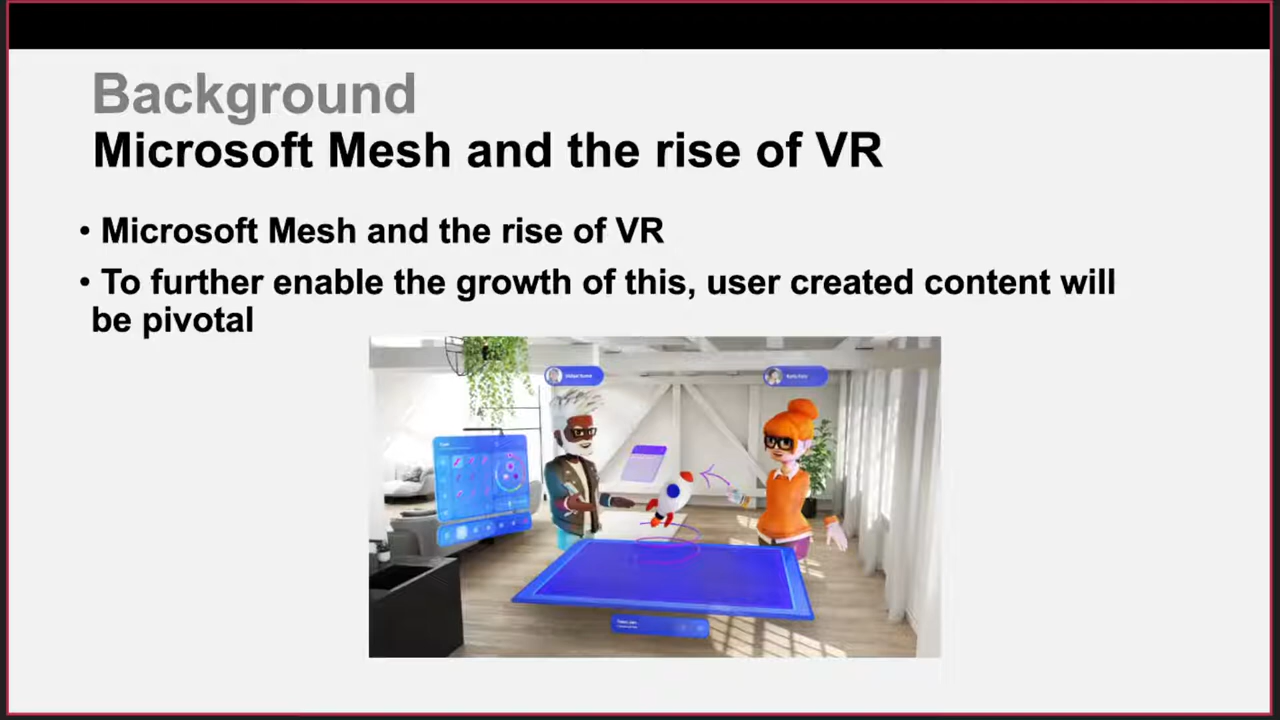 Background
Microsoft Mesh and the rise of VR
• Microsoft Mesh and the rise of VR
• To further enable the growth of this, user created content will
be pivotal